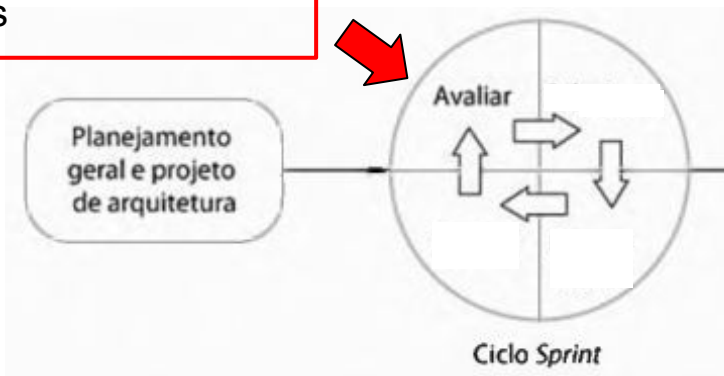 s
Avaliar
Planejamento
geral e projeto
de arquitetura
Ciclo Sprint